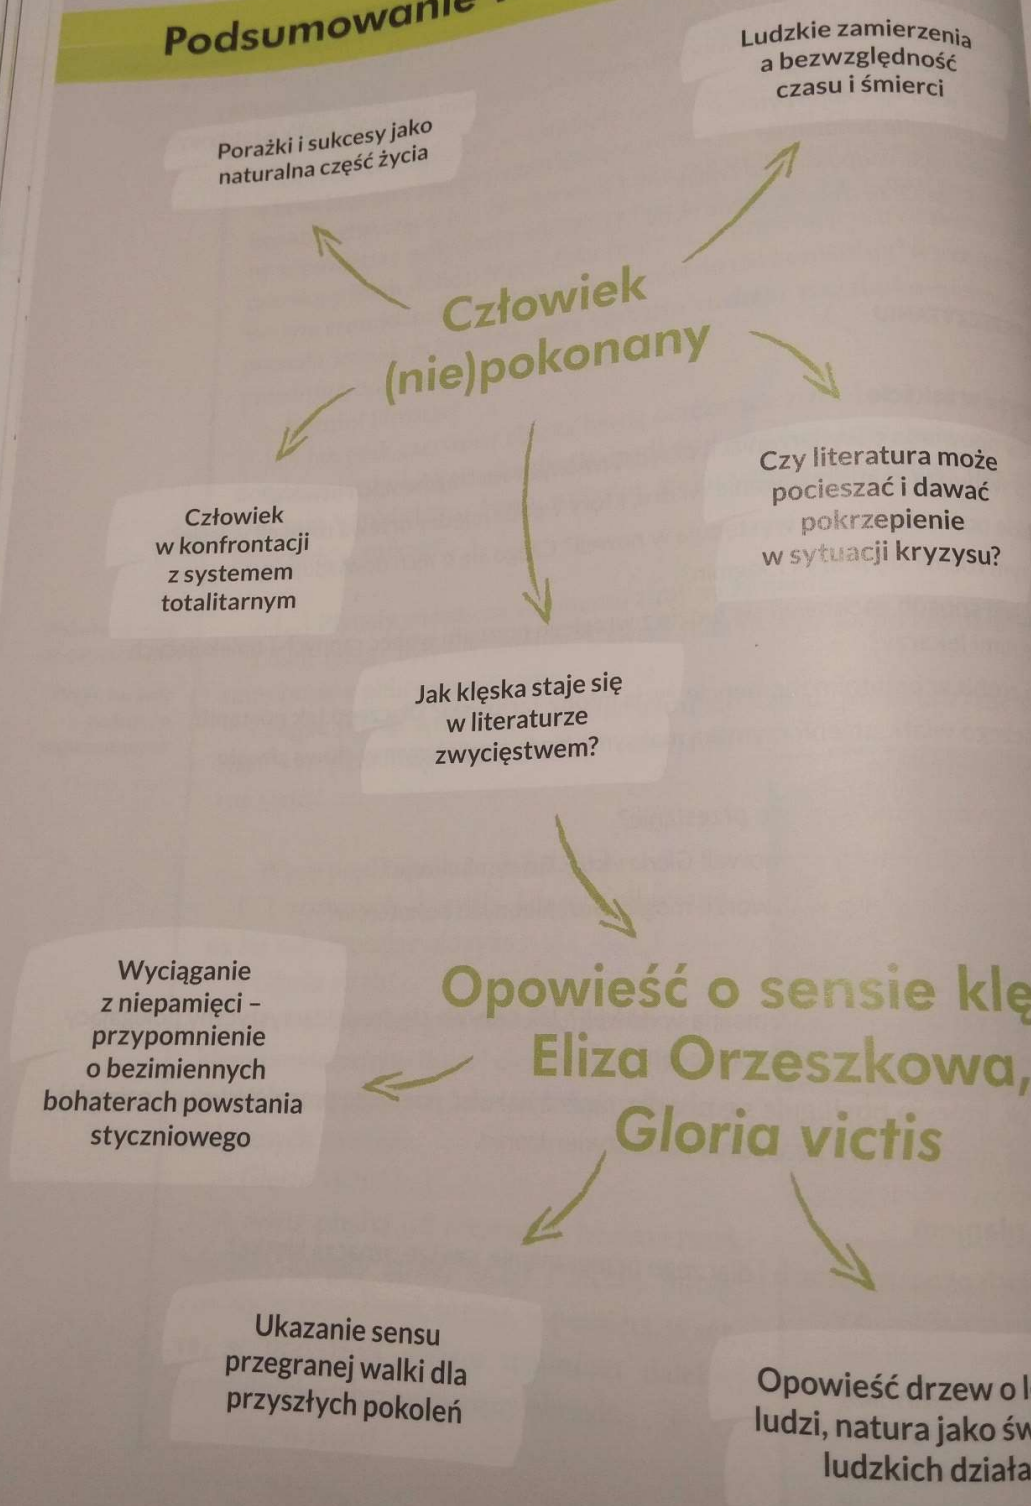 Podsumowanie
Ludzkie zamierzenia
a bezwzględność
czasu i śmierci
Porażki i sukcesy jako
naturalna część życia
Człowiek
(nie)pokonany
Człowiek
w konfrontacji
z systemem
totalitarnym
Czy literatura może
pocieszać i dawać
pokrzepienie
w sytuacji kryzysu?
Jak klęska staje się
w literaturze
zwycięstwem?
Opowieść o sensie klę
Eliza Orzeszkowa,
Gloria victis
Wyciąganie
z niepamięci –
przypomnienie
o bezimiennych
bohaterach powstania
styczniowego
Ukazanie sensu
przegranej walki dla
przyszłych pokoleń
Opowieść drzew o
ludzi, natura jako
ludzkich działa